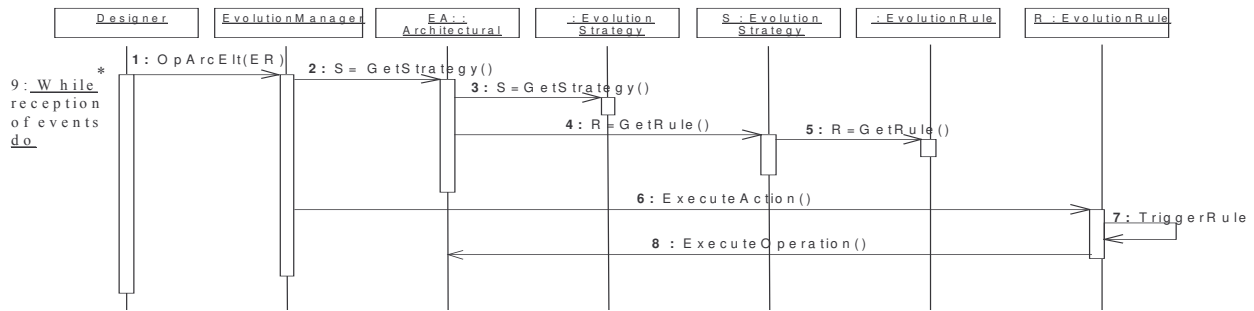 Designer
EvolutionManager
EA::
Architectural
:Evolution
Strategy
S :Evolution
Strategy
:EvolutionRule
R :EvolutionRule
1: OpArcElt(ER)
*
9: While
reception
of events
do
2: S= GetStrategy()
3: S=GetStrategy()
4: R=GetRule()
5: R=GetRule()
6: ExecuteAction()
7: TriggerRule
8 : ExecuteOperation()